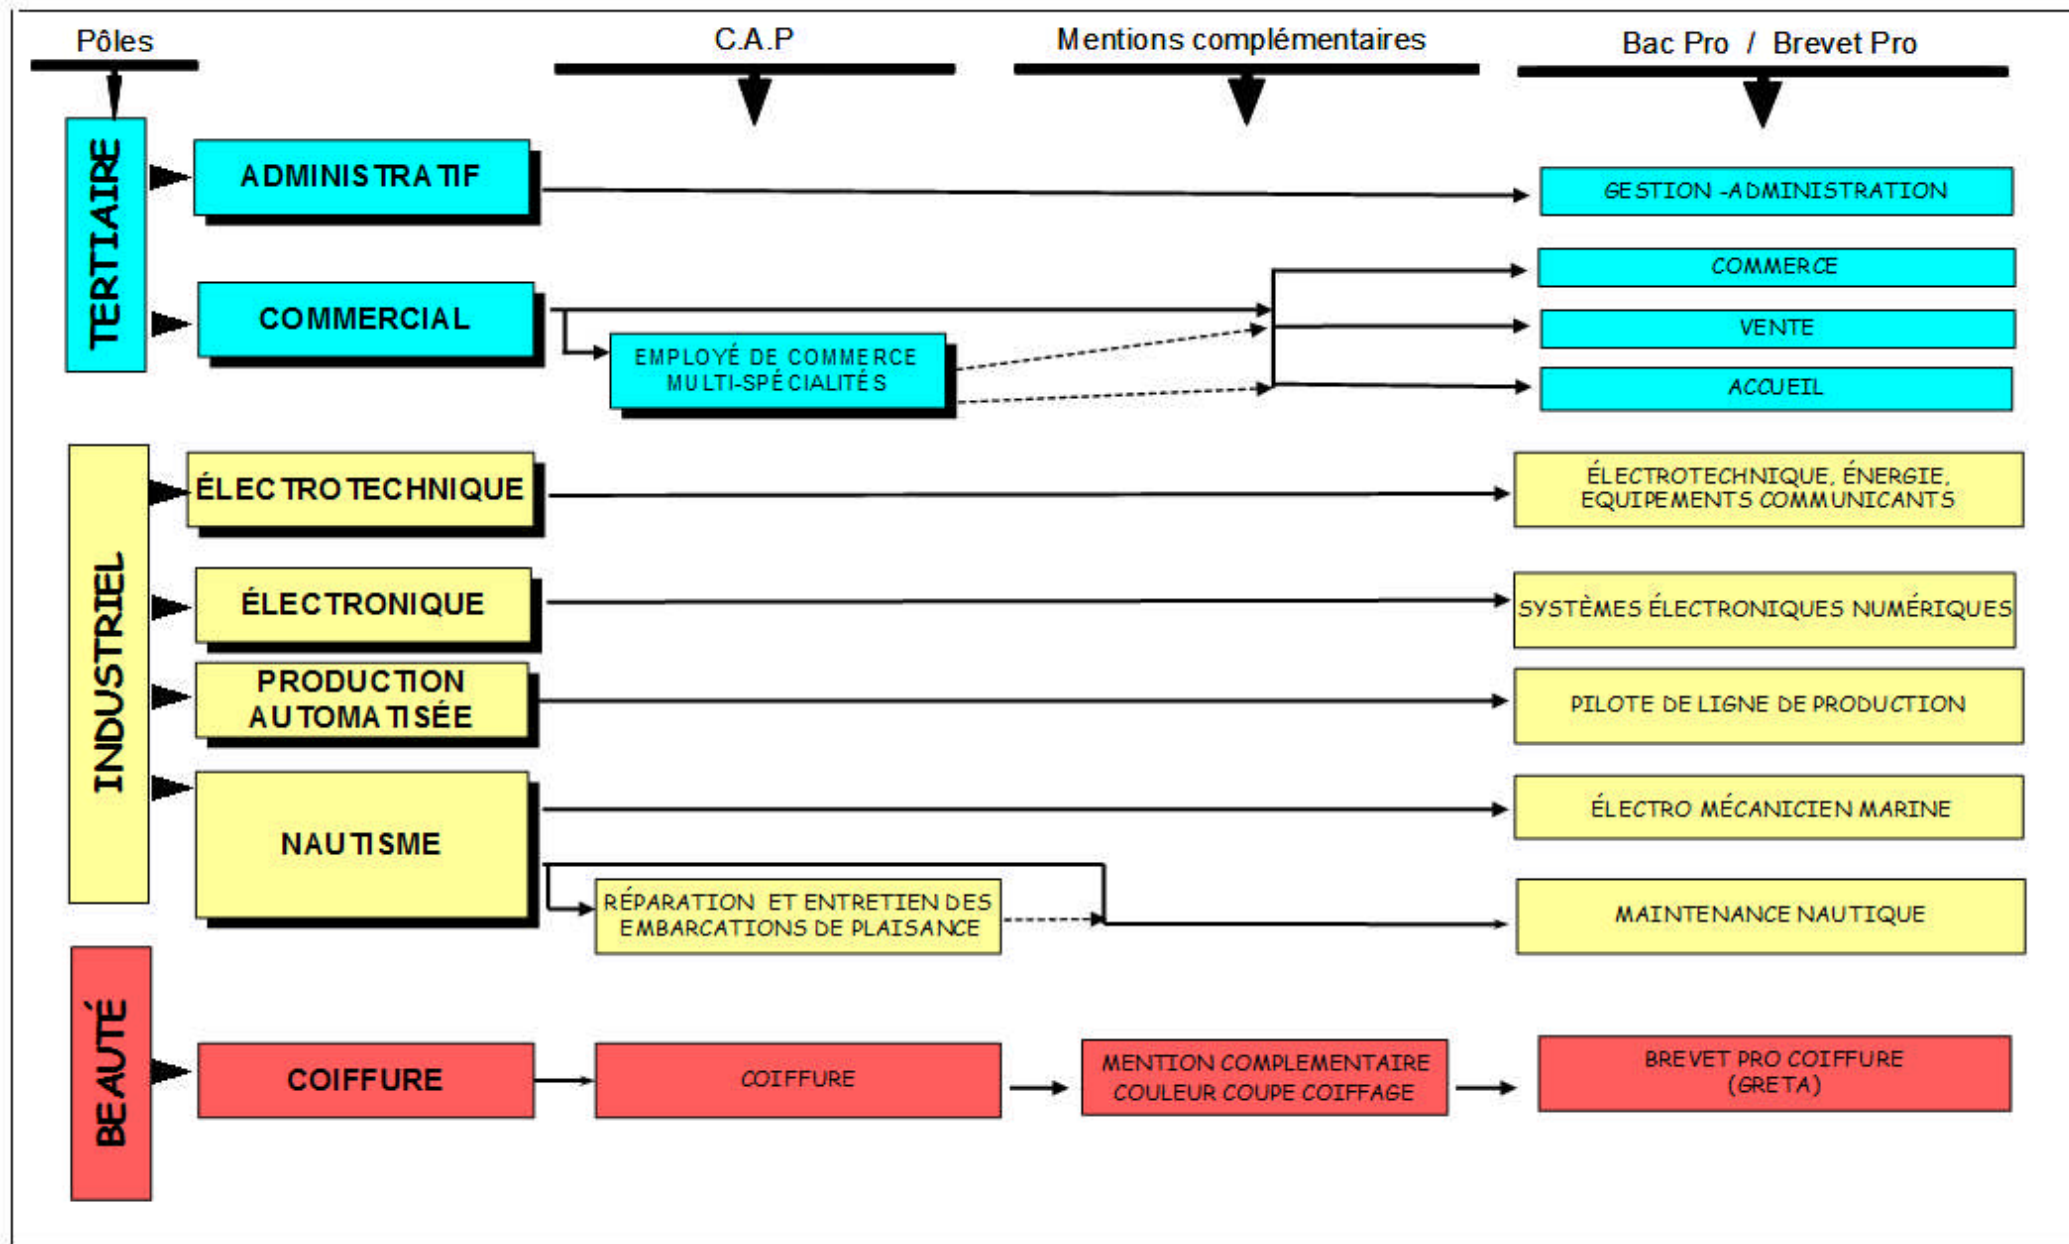 Pôles
C.A.P
Mentions complémentaires
Bac Pro / Brevet Pro
TERTIAIRE
ADMINISTRATIF
GESTION -ADMINISTRATION
COMMERCIAL
EMPLOYÉ DE COMMERCE
MULTI-SPÉCIALITÉS
COMMERCE
VENTE
ACCUEIL
INDUSTRIEL
ÉLECTROTECHNIQUE
ÉLECTROTECHNIQUE, ÉNERGIE,
EQUIPEMENTS COMMUNICANTS
ÉLECTRONIQUE
SYSTÈMES ÉLECTRONIQUES NUMÉRIQUES
PRODUCTION
AUTOMATISÉE
PILOTE DE LIGNE DE PRODUCTION
NAUTISME
ÉLECTRO MÉCANICIEN MARINE
RÉPARATION ET ENTRETIEN DES
EMBARCATIONS DE PLAISANCE
MAINTENANCE NAUTIQUE
BEAUTÉ
COIFFURE
COIFFURE
MENTION COMPLEMENTAIRE
COULEUR COUPE COIFFAGE
BREVET PRO COIFFURE
(GRETA)